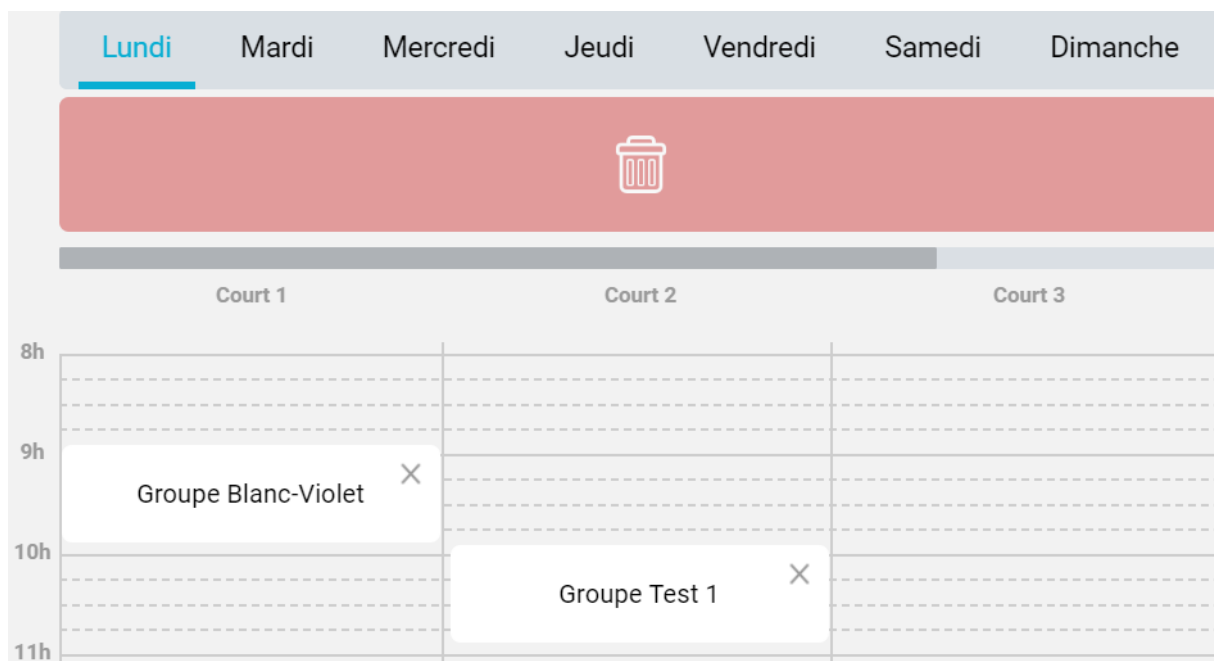 Lundi Mardi Mercredi Jeudi Vendredi Samedi Dimanche
Court 1 Court 2 Court 3
8h
9h
Groupe Blanc-Violet
10h
Groupe Test 1
11h